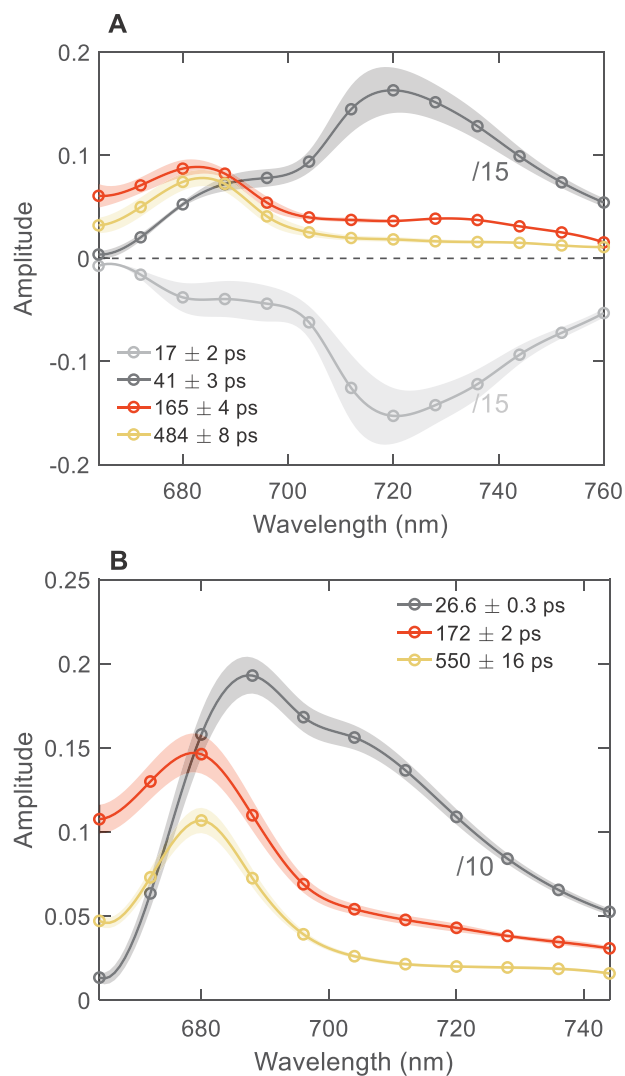 A
0.2
0.1
0
-0.1
-0.2
Amplitude
/15
/15
17 ± 2 ps
41 ± 3 ps
165 ± 4 ps
484 ± 8 ps
680
700
720
740
760
Wavelength (nm)
B
0.25
0.2
0.15
0.1
0.05
0
Amplitude
26.6 ± 0.3 ps
172 ± 2 ps
550 ± 16 ps
/10
680
700
720
740
Wavelength (nm)